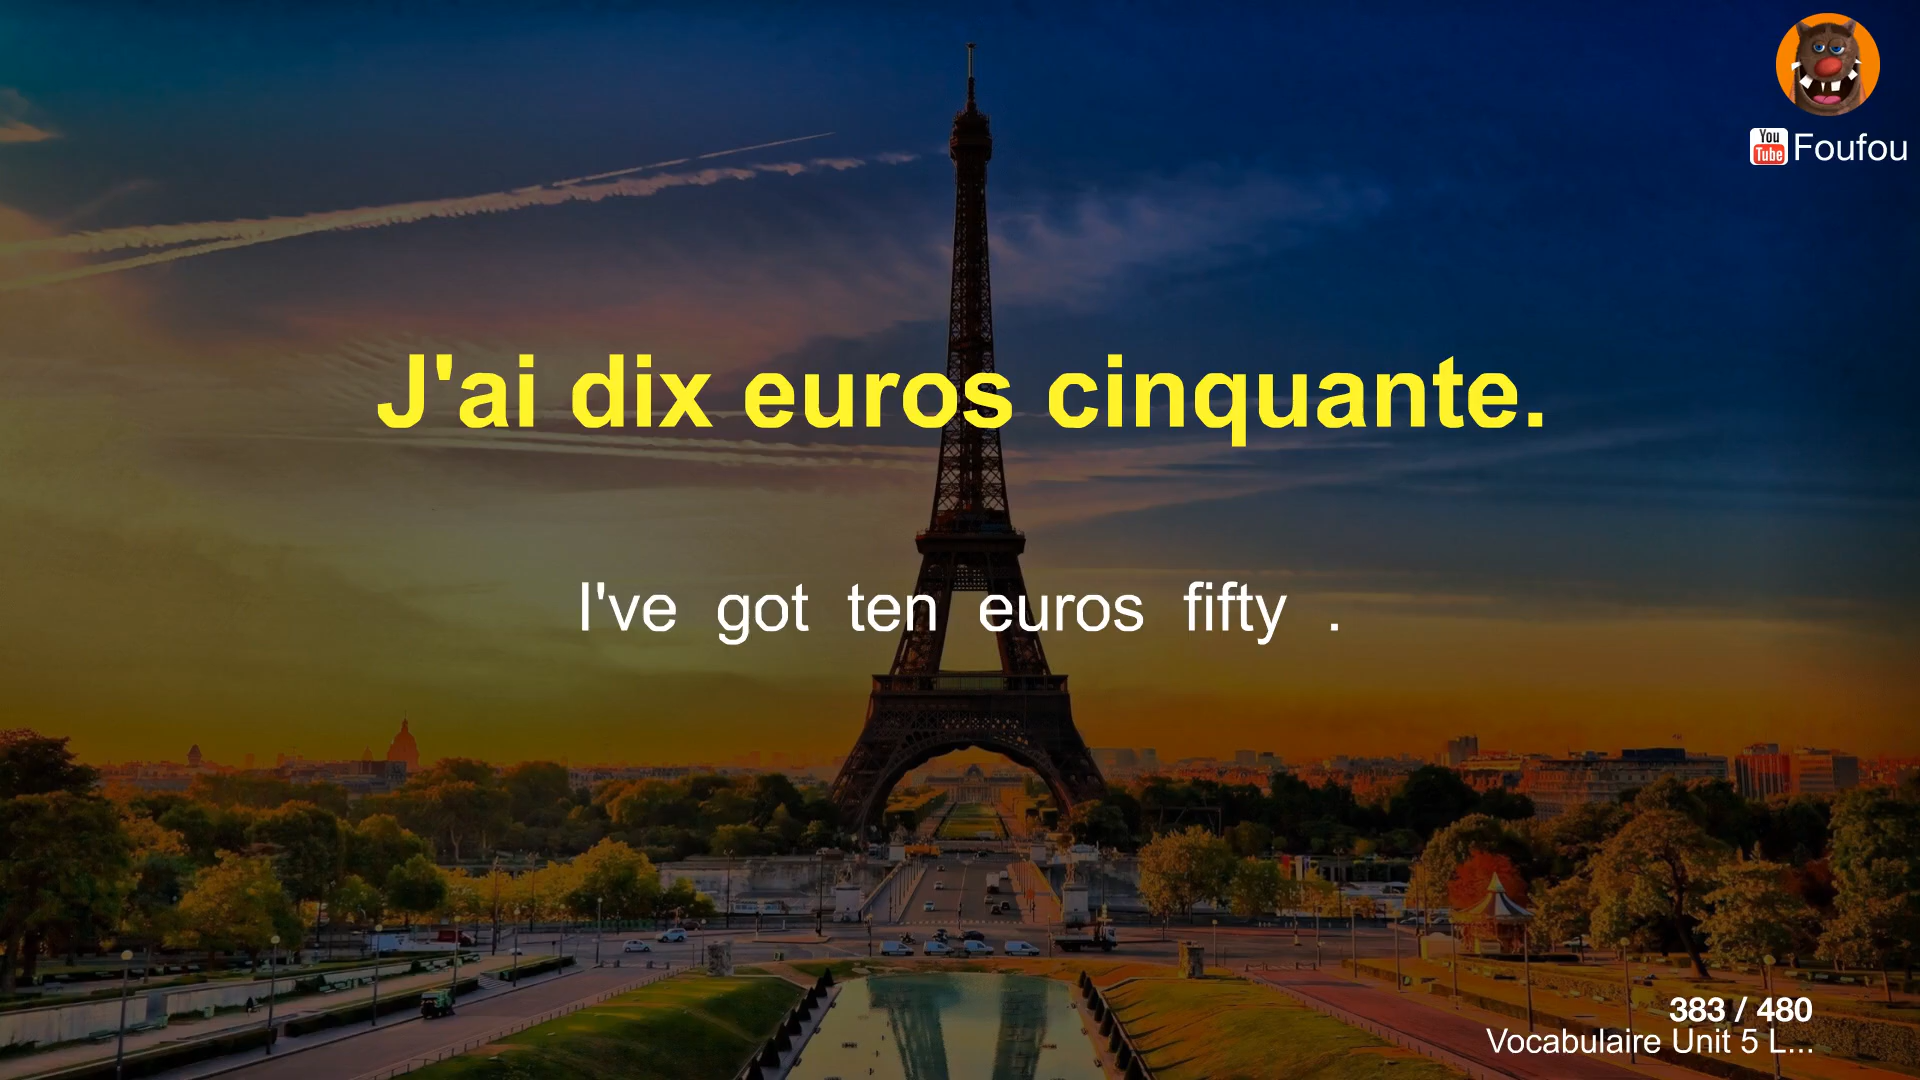 You
Tube
Foufou
J'ai dix euros cinquante.
I've got ten euros fifty .
383 / 480
Vocabulaire Unit 5 L...